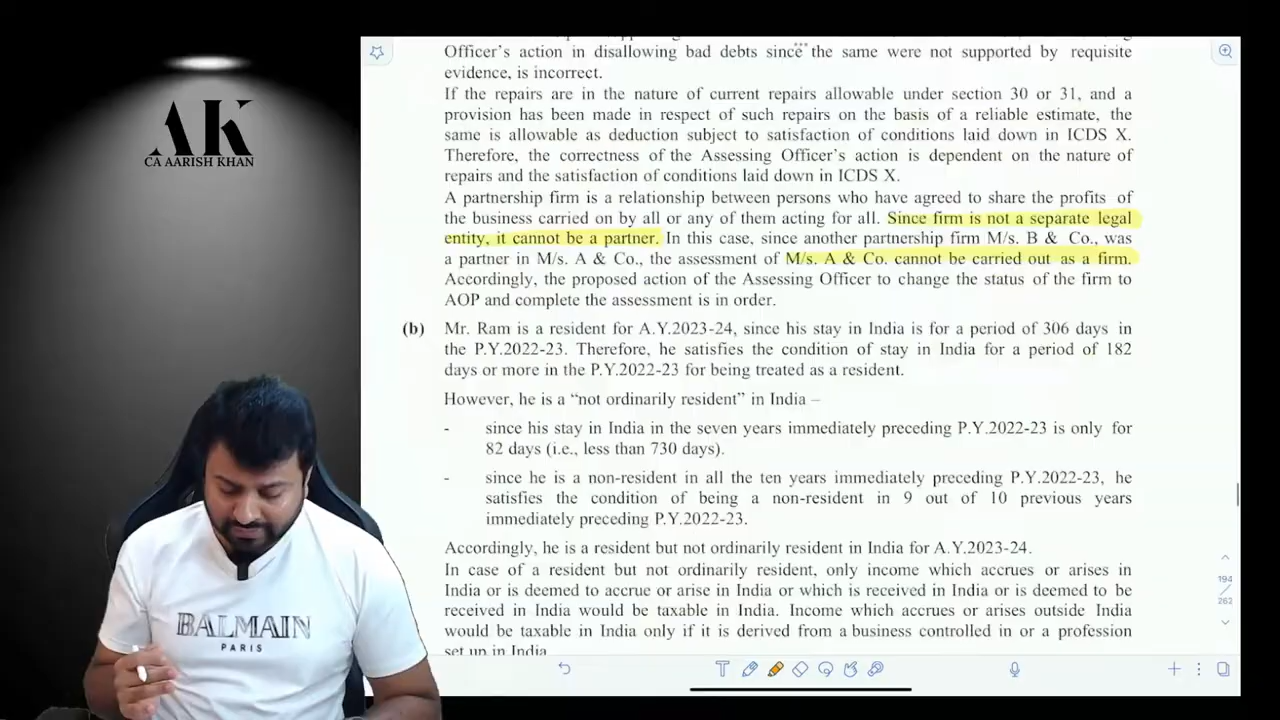 AK
CA AARISH KHAN
BALMAIN
PARIS
Officer's action in disallowing bad debts since the same were not supported by requisite
evidence, is incorrect.
If the repairs are in the nature of current repairs allowable under section 30 or 31, and a
provision has been made in respect of such repairs on the basis of a reliable estimate, the
same is allowable as deduction subject to satisfaction of conditions laid down in ICDS X.
Therefore, the correctness of the Assessing Officer's action is dependent on the nature of
repairs and the satisfaction of conditions laid down in ICDS X.
A partnership firm is a relationship between persons who have agreed to share the profits of
the business carried on by all or any of them acting for all. Since firm is not a separate legal
entity, it cannot be a partner. In this case, since another partnership firm M/s. B & Co., was
a partner in M/s. A & Co., the assessment of M/s. A & Co. cannot be carried out as a firm.
Accordingly, the proposed action of the Assessing Officer to change the status of the firm to
AOP and complete the assessment is in order.
(b) Mr. Ram is a resident for A.Y.2023-24, since his stay in India is for a period of 306 days in
the P.Y.2022-23. Therefore, he satisfies the condition of stay in India for a period of 182
days or more in the P.Y.2022-23 for being treated as a resident.
However, he is a “not ordinarily resident” in India –
- since his stay in India in the seven years immediately preceding P.Y.2022-23 is only for
82 days (i.e., less than 730 days).
- since he is a non-resident in all the ten years immediately preceding P.Y.2022-23, he
satisfies the condition of being a non-resident in 9 out of 10 previous years
immediately preceding P.Y.2022-23.
Accordingly, he is a resident but not ordinarily resident in India for A.Y.2023-24.
In case of a resident but not ordinarily resident, only income which accrues or arises in
India or is deemed to accrue or arise in India or which is received in India or is deemed to be
received in India would be taxable in India. Income which accrues or arises outside India
would be taxable in India only if it is derived from a business controlled in or a profession
set up in India
194
262